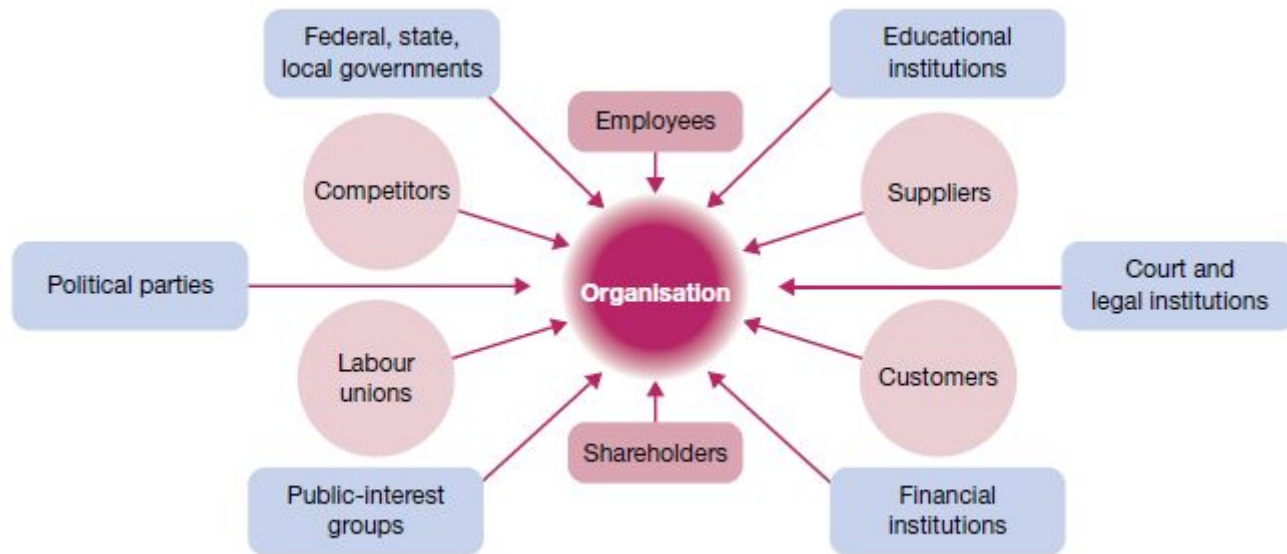 Federal, state,
local governments
Educational
institutions
Employees
Competitors
Suppliers
Political parties
Organisation
Court and
legal institutions
Labour
unions
Customers
Shareholders
Public-interest
groups
Financial
institutions